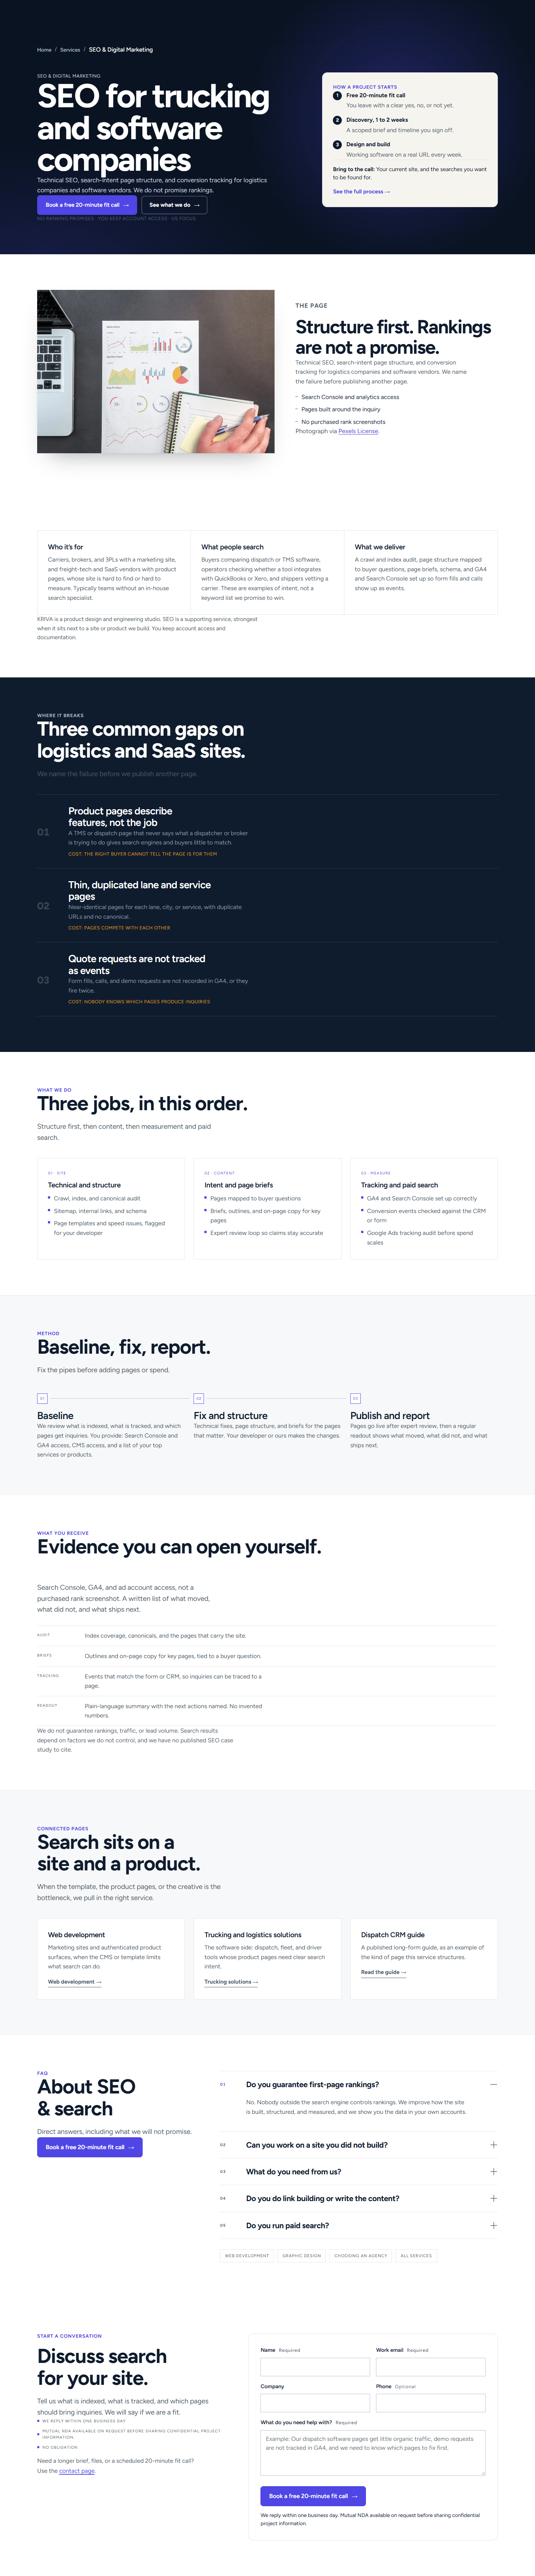 Home / Services / SEO & Digital Marketing
SEO & DIGITAL MARKETING
SEO for trucking
and software
companies
Technical SEO, search-intent page structure, and conversion tracking for logistics
companies and software vendors. We do not promise rankings.
Book a free 20-minute fit call →
See what we do →
NO RANKING PROMISES · YOU KEEP ACCOUNT ACCESS · US FOCUS
HOW A PROJECT STARTS
1 Free 20-minute fit call
You leave with a clear yes, no, or not yet.
2 Discovery, 1 to 2 weeks
A scoped brief and timeline you sign off.
3 Design and build
Working software on a real URL every week.
Bring to the call: Your current site, and the searches you want
to be found for.
See the full process →
THE PAGE
Structure first. Rankings
are not a promise.
Technical SEO, search-intent page structure, and conversion
tracking for logistics companies and software vendors. We name
the failure before publishing another page.
– Search Console and analytics access
– Pages built around the inquiry
– No purchased rank screenshots
Photograph via Pexels License.
Who it's for
Carriers, brokers, and 3PLs with a marketing site,
and freight-tech and SaaS vendors with product
pages, whose site is hard to find or hard to
measure. Typically teams without an in-house
search specialist.
What people search
Buyers comparing dispatch or TMS software,
operators checking whether a tool integrates
with QuickBooks or Xero, and shippers vetting a
carrier. These are examples of intent, not a
keyword list we promise to win.
What we deliver
A crawl and index audit, page structure mapped
to buyer questions, page briefs, schema, and GA4
and Search Console set up so form fills and calls
show up as events.
KRIVA is a product design and engineering studio. SEO is a supporting service, strongest
when it sits next to a site or product we build. You keep account access and
documentation.
WHERE IT BREAKS
Three common gaps on
logistics and SaaS sites.
We name the failure before we publish another page.
01
Product pages describe
features, not the job
A TMS or dispatch page that never says what a dispatcher or broker
is trying to do gives search engines and buyers little to match.
COST: THE RIGHT BUYER CANNOT TELL THE PAGE IS FOR THEM
02
Thin, duplicated lane and service
pages
Near-identical pages for each lane, city, or service, with duplicate
URLs and no canonical.
COST: PAGES COMPETE WITH EACH OTHER
03
Quote requests are not tracked
as events
Form fills, calls, and demo requests are not recorded in GA4, or they
fire twice.
COST: NOBODY KNOWS WHICH PAGES PRODUCE INQUIRIES
WHAT WE DO
Three jobs, in this order.
Structure first, then content, then measurement and paid
search.
01 · SITE
Technical and structure
Crawl, index, and canonical audit
Sitemap, internal links, and schema
Page templates and speed issues, flagged
for your developer
02 · CONTENT
Intent and page briefs
Pages mapped to buyer questions
Briefs, outlines, and on-page copy for key
pages
Expert review loop so claims stay accurate
03 · MEASURE
Tracking and paid search
GA4 and Search Console set up correctly
Conversion events checked against the CRM
or form
Google Ads tracking audit before spend
scales
METHOD
Baseline, fix, report.
Fix the pipes before adding pages or spend.
01
Baseline
We review what is indexed, what is tracked, and which
pages get inquiries. You provide: Search Console and
GA4 access, CMS access, and a list of your top
services or products.
02
Fix and structure
Technical fixes, page structure, and briefs for the pages
that matter. Your developer or ours makes the changes.
03
Publish and report
Pages go live after expert review, then a regular
readout shows what moved, what did not, and what
ships next.
WHAT YOU RECEIVE
Evidence you can open yourself.
Search Console, GA4, and ad account access, not a
purchased rank screenshot. A written list of what moved,
what did not, and what ships next.
AUDIT
Index coverage, canonicals, and the pages that carry the site.
BRIEFS
Outlines and on-page copy for key pages, tied to a buyer question.
TRACKING
Events that match the form or CRM, so inquiries can be traced to a
page.
READOUT
Plain-language summary with the next actions named. No invented
numbers.
We do not guarantee rankings, traffic, or lead volume. Search results
depend on factors we do not control, and we have no published SEO case
study to cite.
CONNECTED PAGES
Search sits on a
site and a product.
When the template, the product pages, or the creative is the
bottleneck, we pull in the right service.
Web development
Marketing sites and authenticated product
surfaces, when the CMS or template limits
what search can do.
Web development →
Trucking and logistics solutions
The software side: dispatch, fleet, and driver
tools whose product pages need clear search
intent.
Trucking solutions →
Dispatch CRM guide
A published long-form guide, as an example of
the kind of page this service structures.
Read the guide →
FAQ
About SEO
& search
Direct answers, including what we will not promise.
Book a free 20-minute fit call →
01 Do you guarantee first-page rankings?
No. Nobody outside the search engine controls rankings. We improve how the site
is built, structured, and measured, and we show you the data in your own accounts.
02 Can you work on a site you did not build?
03 What do you need from us?
04 Do you do link building or write the content?
05 Do you run paid search?
WEB DEVELOPMENT
GRAPHIC DESIGN
CHOOSING AN AGENCY
ALL SERVICES
START A CONVERSATION
Discuss search
for your site.
Tell us what is indexed, what is tracked, and which pages
should bring inquiries. We will say if we are a fit.
WE REPLY WITHIN ONE BUSINESS DAY
MUTUAL NDA AVAILABLE ON REQUEST BEFORE SHARING CONFIDENTIAL PROJECT
INFORMATION.
NO OBLIGATION
Need a longer brief, files, or a scheduled 20-minute fit call?
Use the contact page.
Name Required
Work email Required
Company
Phone Optional
What do you need help with? Required
Example: Our dispatch software pages get little organic traffic, demo requests
are not tracked in GA4, and we need to know which pages to fix first.
Book a free 20-minute fit call →
We reply within one business day. Mutual NDA available on request before sharing confidential
project information.